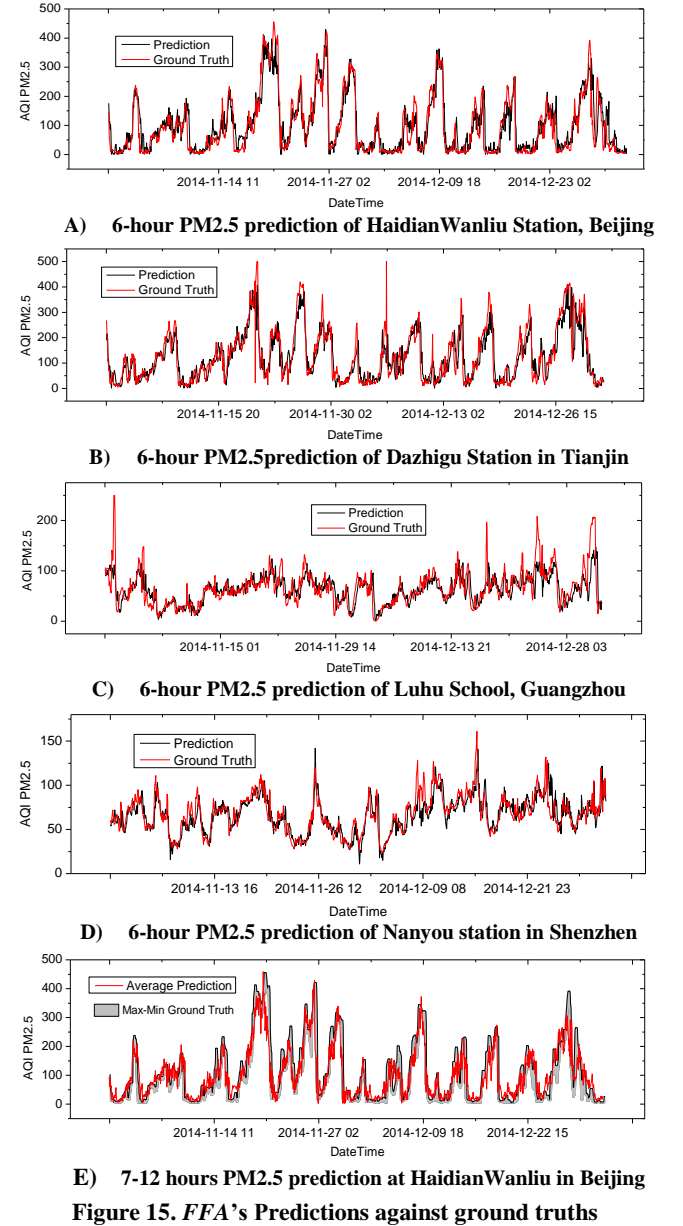 500
400
300
200
100
0
AQI PM2.5
Prediction
Ground Truth
2014-11-14 11 2014-11-27 02 2014-12-09 18 2014-12-23 02
DateTime
A) 6-hour PM2.5 prediction of HaidianWanliu Station, Beijing
500
400
300
200
100
0
AQI PM2.5
Prediction
Ground Truth
2014-11-15 20 2014-11-30 02 2014-12-13 02 2014-12-26 15
DateTime
B) 6-hour PM2.5prediction of Dazhigu Station in Tianjin
200
100
0
AQI PM2.5
Prediction
Ground Truth
2014-11-15 01 2014-11-29 14 2014-12-13 21 2014-12-28 03
DateTime
C) 6-hour PM2.5 prediction of Luhu School, Guangzhou
150
100
50
0
AQI PM2.5
Prediction
Ground Truth
2014-11-13 16 2014-11-26 12 2014-12-09 08 2014-12-21 23
DateTime
D) 6-hour PM2.5 prediction of Nanyou station in Shenzhen
500
400
300
200
100
0
AQI PM2.5
Average Prediction
Max-Min Ground Truth
2014-11-14 11 2014-11-27 02 2014-12-09 18 2014-12-22 15
DateTime
E) 7-12 hours PM2.5 prediction at HaidianWanliu in Beijing
Figure 15. FFA's Predictions against ground truths